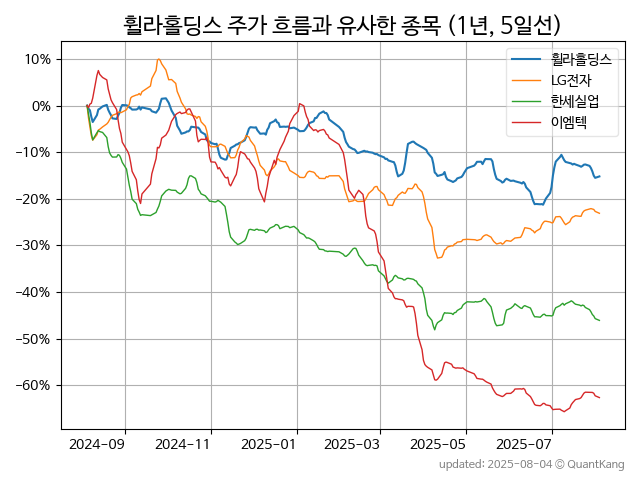 휠라홀딩스 주가 흐름과 유사한 종목 (1년, 5일선)
휠라홀딩스
LG전자
한세실업
이엠텍
10%
0%
-10%
-20%
-30%
-40%
-50%
-60%
2024-09 2024-11 2025-01 2025-03 2025-05 2025-07
updated: 2025-08-04 © QuantKang